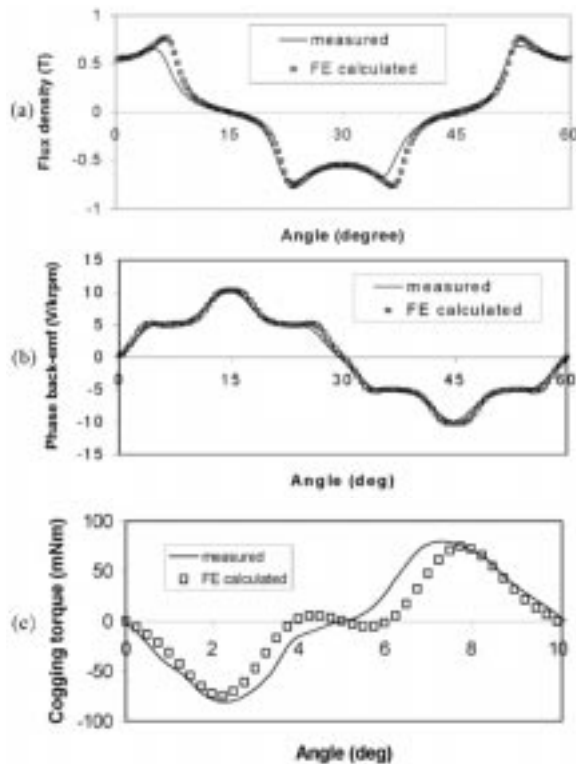 (a)
Flux density (T)
1
0.5
0
-0.5
-1
measured
FE calculated
0
15
30
45
60
Angle (degree)
(b)
Phase back-emf (V/krpm)
15
10
5
0
-5
-10
-15
measured
FE calculated
0
15
30
45
60
Angle (deg)
(c)
Cogging torque (mNm)
100
50
0
-50
-100
measured
FE calculated
0
2
4
6
8
10
Angle (deg)